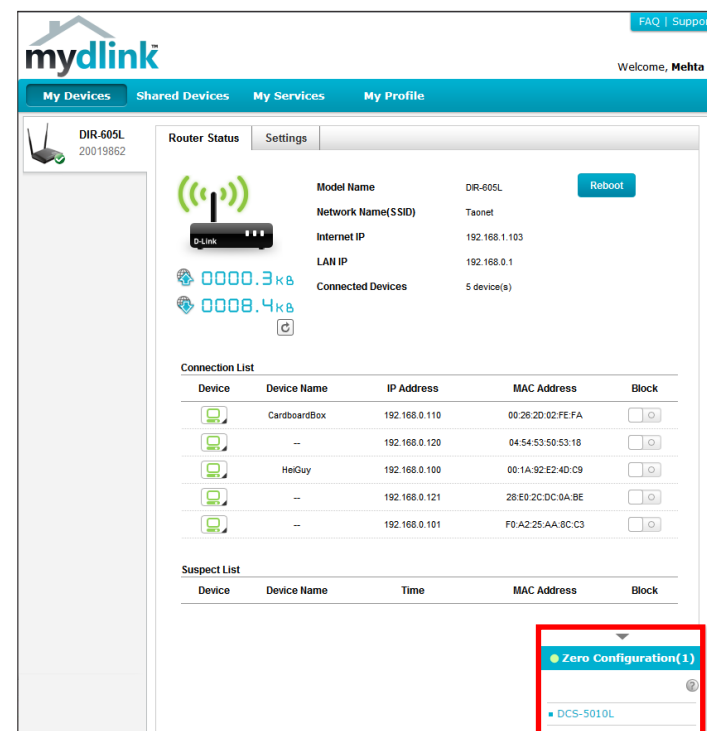 FAQ | Suppor
mydlink
Welcome, Mehta
My Devices Shared Devices My Services My Profile
DIR-605L
20019862
Router Status Settings
Model Name DIR-605L Reboot
Network Name(SSID) Taonet
Internet IP 192.168.1.103
LAN IP 192.168.0.1
Connected Devices 5 device(s)
D-Link
0000.3KB
0008.4KB
Connection List
Device Device Name IP Address MAC Address Block
CardboardBox 192.168.0.110 00:26:2D:02:FE:FA
-- 192.168.0.120 04:54:53:50:53:18
HeiGuy 192.168.0.100 00:1A:92:E2:4D:C9
-- 192.168.0.121 28:E0:2C:DC:0A:BE
-- 192.168.0.101 F0:A2:25:AA:8C:C3
Suspect List
Device Device Name Time MAC Address Block
Zero Configuration(1)
?
DCS-5010L